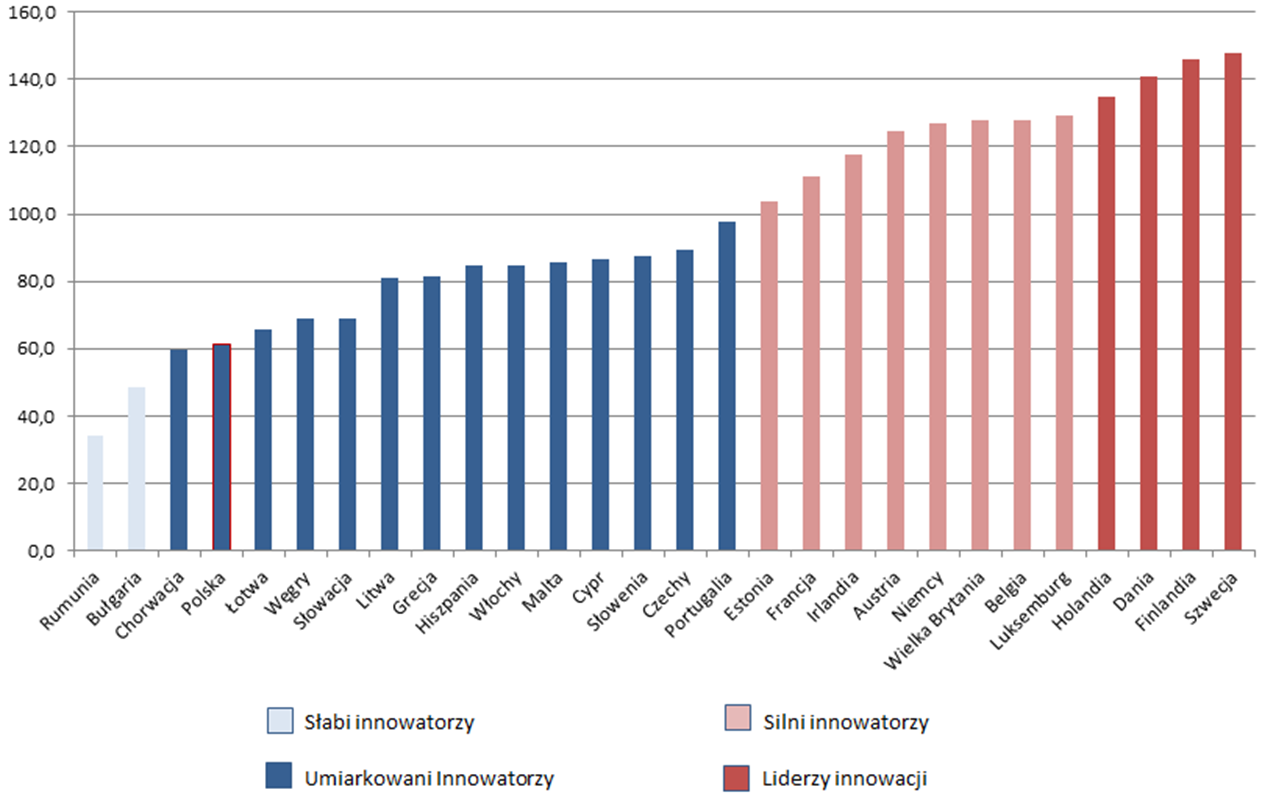 160,0
140,0
120,0
100,0
80,0
60,0
40,0
20,0
0,0
Rumunia
Bułgaria
Chorwacja
Polska
Łotwa
Węgry
Słowacja
Litwa
Grecja
Hiszpania
Włochy
Malta
Cypr
Słowenia
Czechy
Portugalia
Estonia
Francja
Irlandia
Austria
Niemcy
Wielka Brytania
Belgia
Luksemburg
Holandia
Dania
Finlandia
Szwecja
Słabi innowatorzy
Silni innowatorzy
Umiarkowani Innowatorzy
Liderzy innowacji